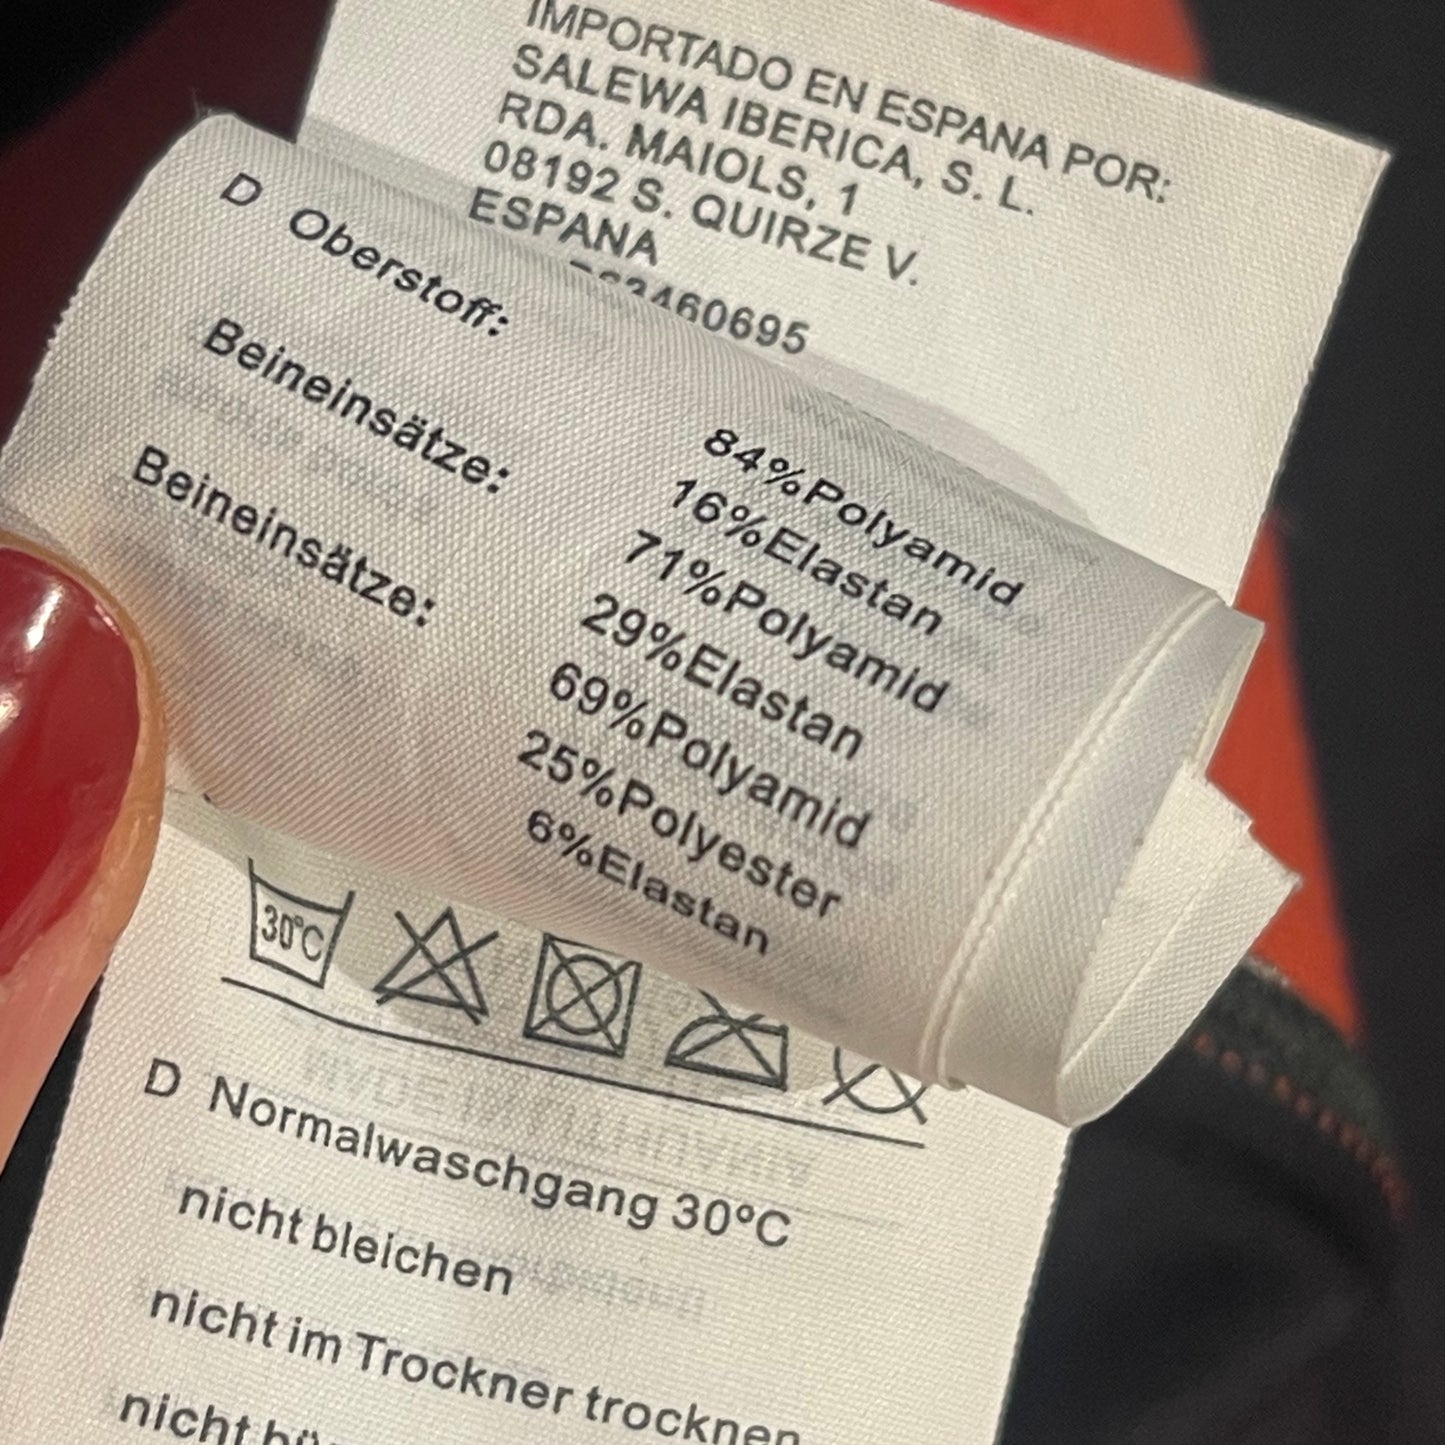 IMPORTADO EN ESPANA POR:
SALEWA IBERICA, S. L.
RDA. MAIOLS, 1
08192 S. QUIRZE V.
ESPANA
3460695
D Oberstoff:
84%Polyamid
16%Elastan
Beineinsätze:
71%Polyamid
29%Elastan
Beineinsätze:
69%Polyamid
25%Polyester
6%Elastan
30°C
D Normalwaschgang 30°C
nicht bleichen
nicht im Trockner trocknen
nicht